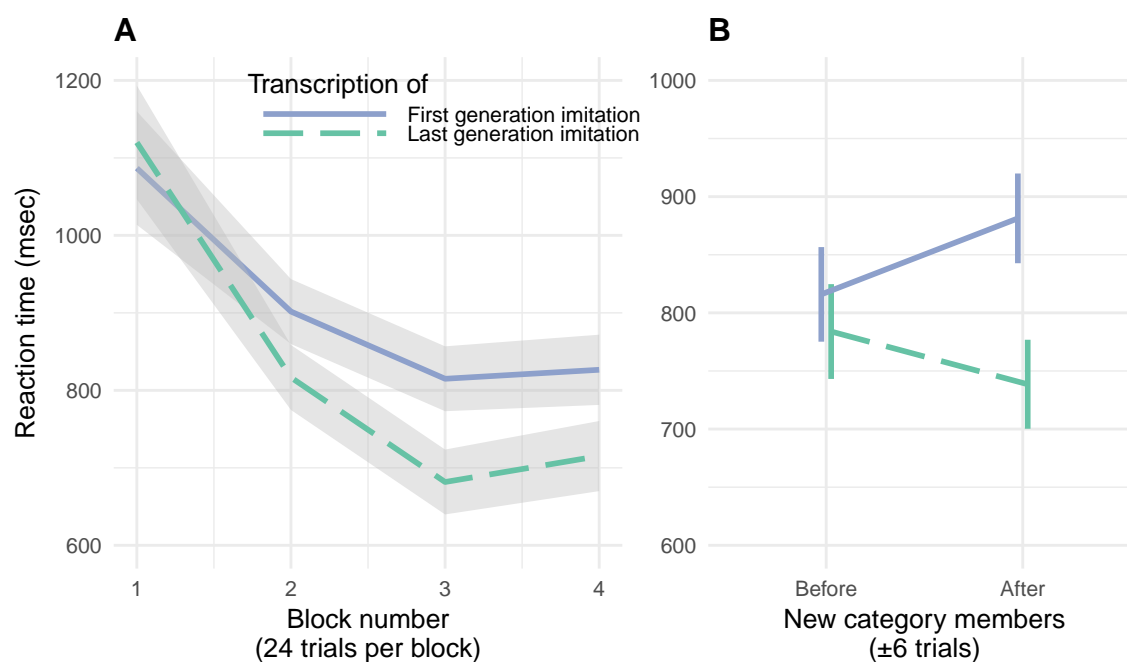 A
Transcription of
First generation imitation
Last generation imitation
Reaction time (msec)
1200
1000
800
600
1
2
3
4
Block number
(24 trials per block)
B
1000
900
800
700
600
Before
After
New category members
(±6 trials)